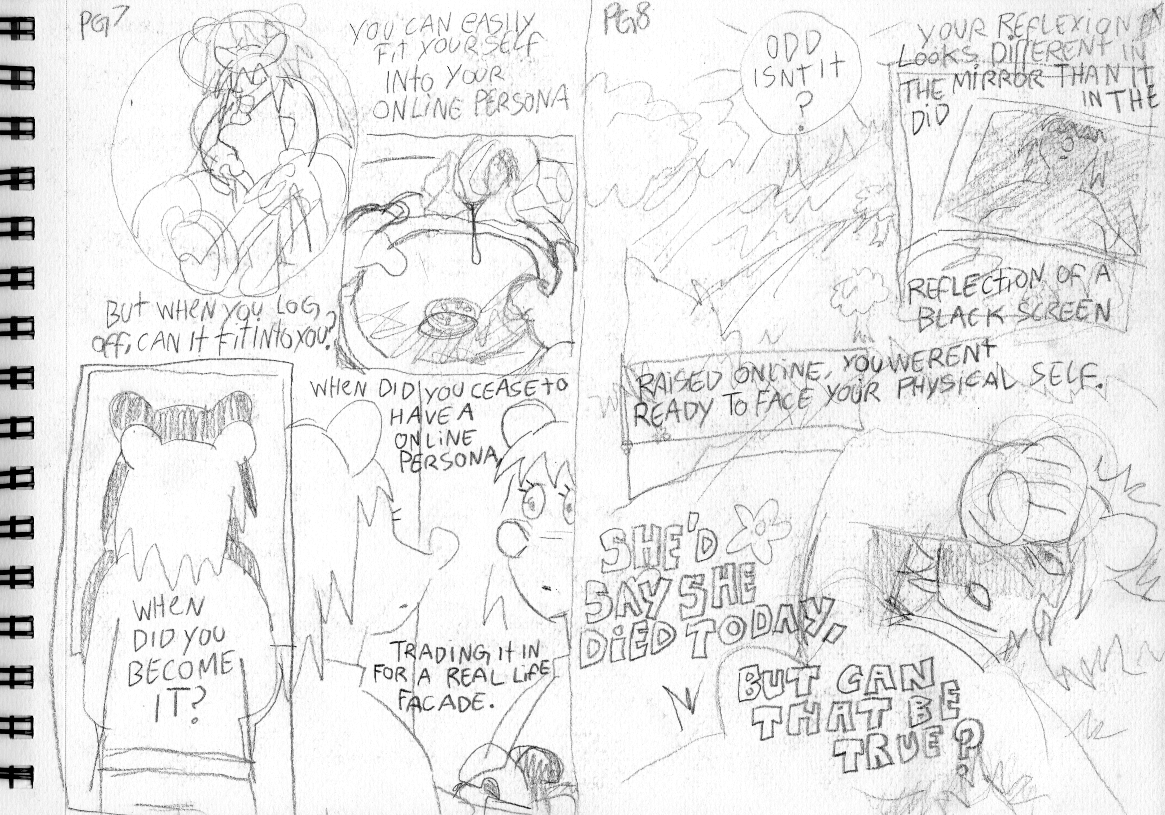 PG7
YOU CAN EASILY
FIT YOURSELF
INTO YOUR
ONLINE PERSONA
BUT WHEN YOU LOG
OFF, CAN IT FIT INTO YOU?
WHEN DID YOU CEASE TO
HAVE A
ONLINE
PERSONA,
WHEN
DID YOU
BECOME
IT?
TRADING IT IN
FOR A REAL LIFE
FACADE.
PG8
ODD
ISNT IT
?
YOUR REFLEXION
LOOKS DIFFERENT IN
THE MIRROR THAN IT
DID
IN THE
REFLECTION OF A
BLACK SCREEN
RAISED ONLINE, YOU WERENT
READY TO FACE YOUR PHYSICAL SELF.
SHE'D
SAY SHE
DIED TODAY,
BUT CAN
THAT BE
TRUE?